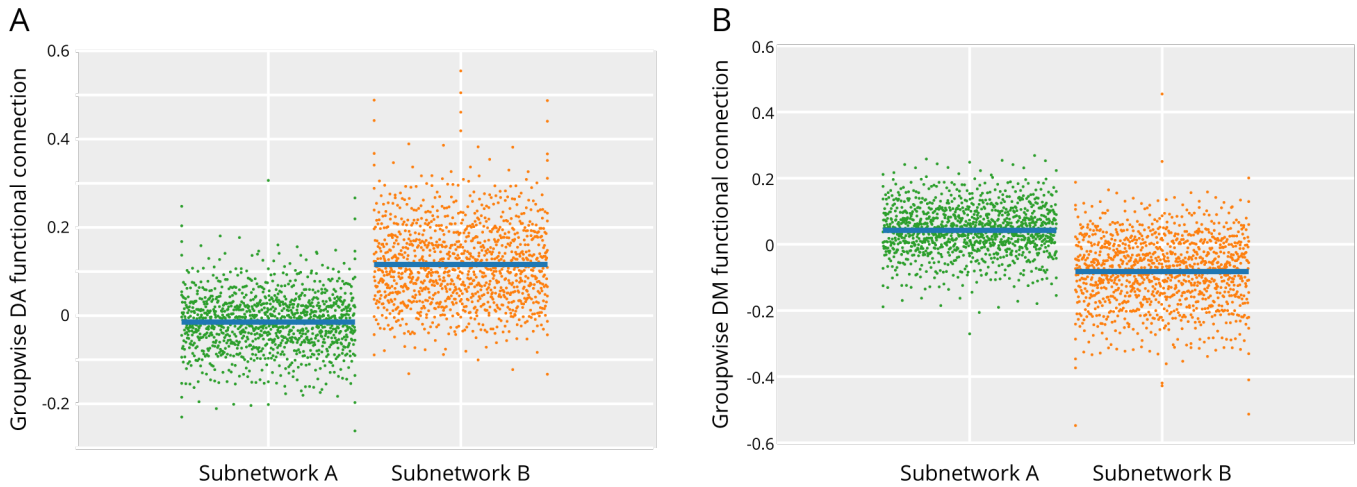 A
Groupwise DA functional connection
0.6
0.4
0.2
0
-0.2
Subnetwork A
Subnetwork B
B
Groupwise DM functional connection
0.6
0.4
0.2
0
-0.2
-0.4
-0.6
Subnetwork A
Subnetwork B